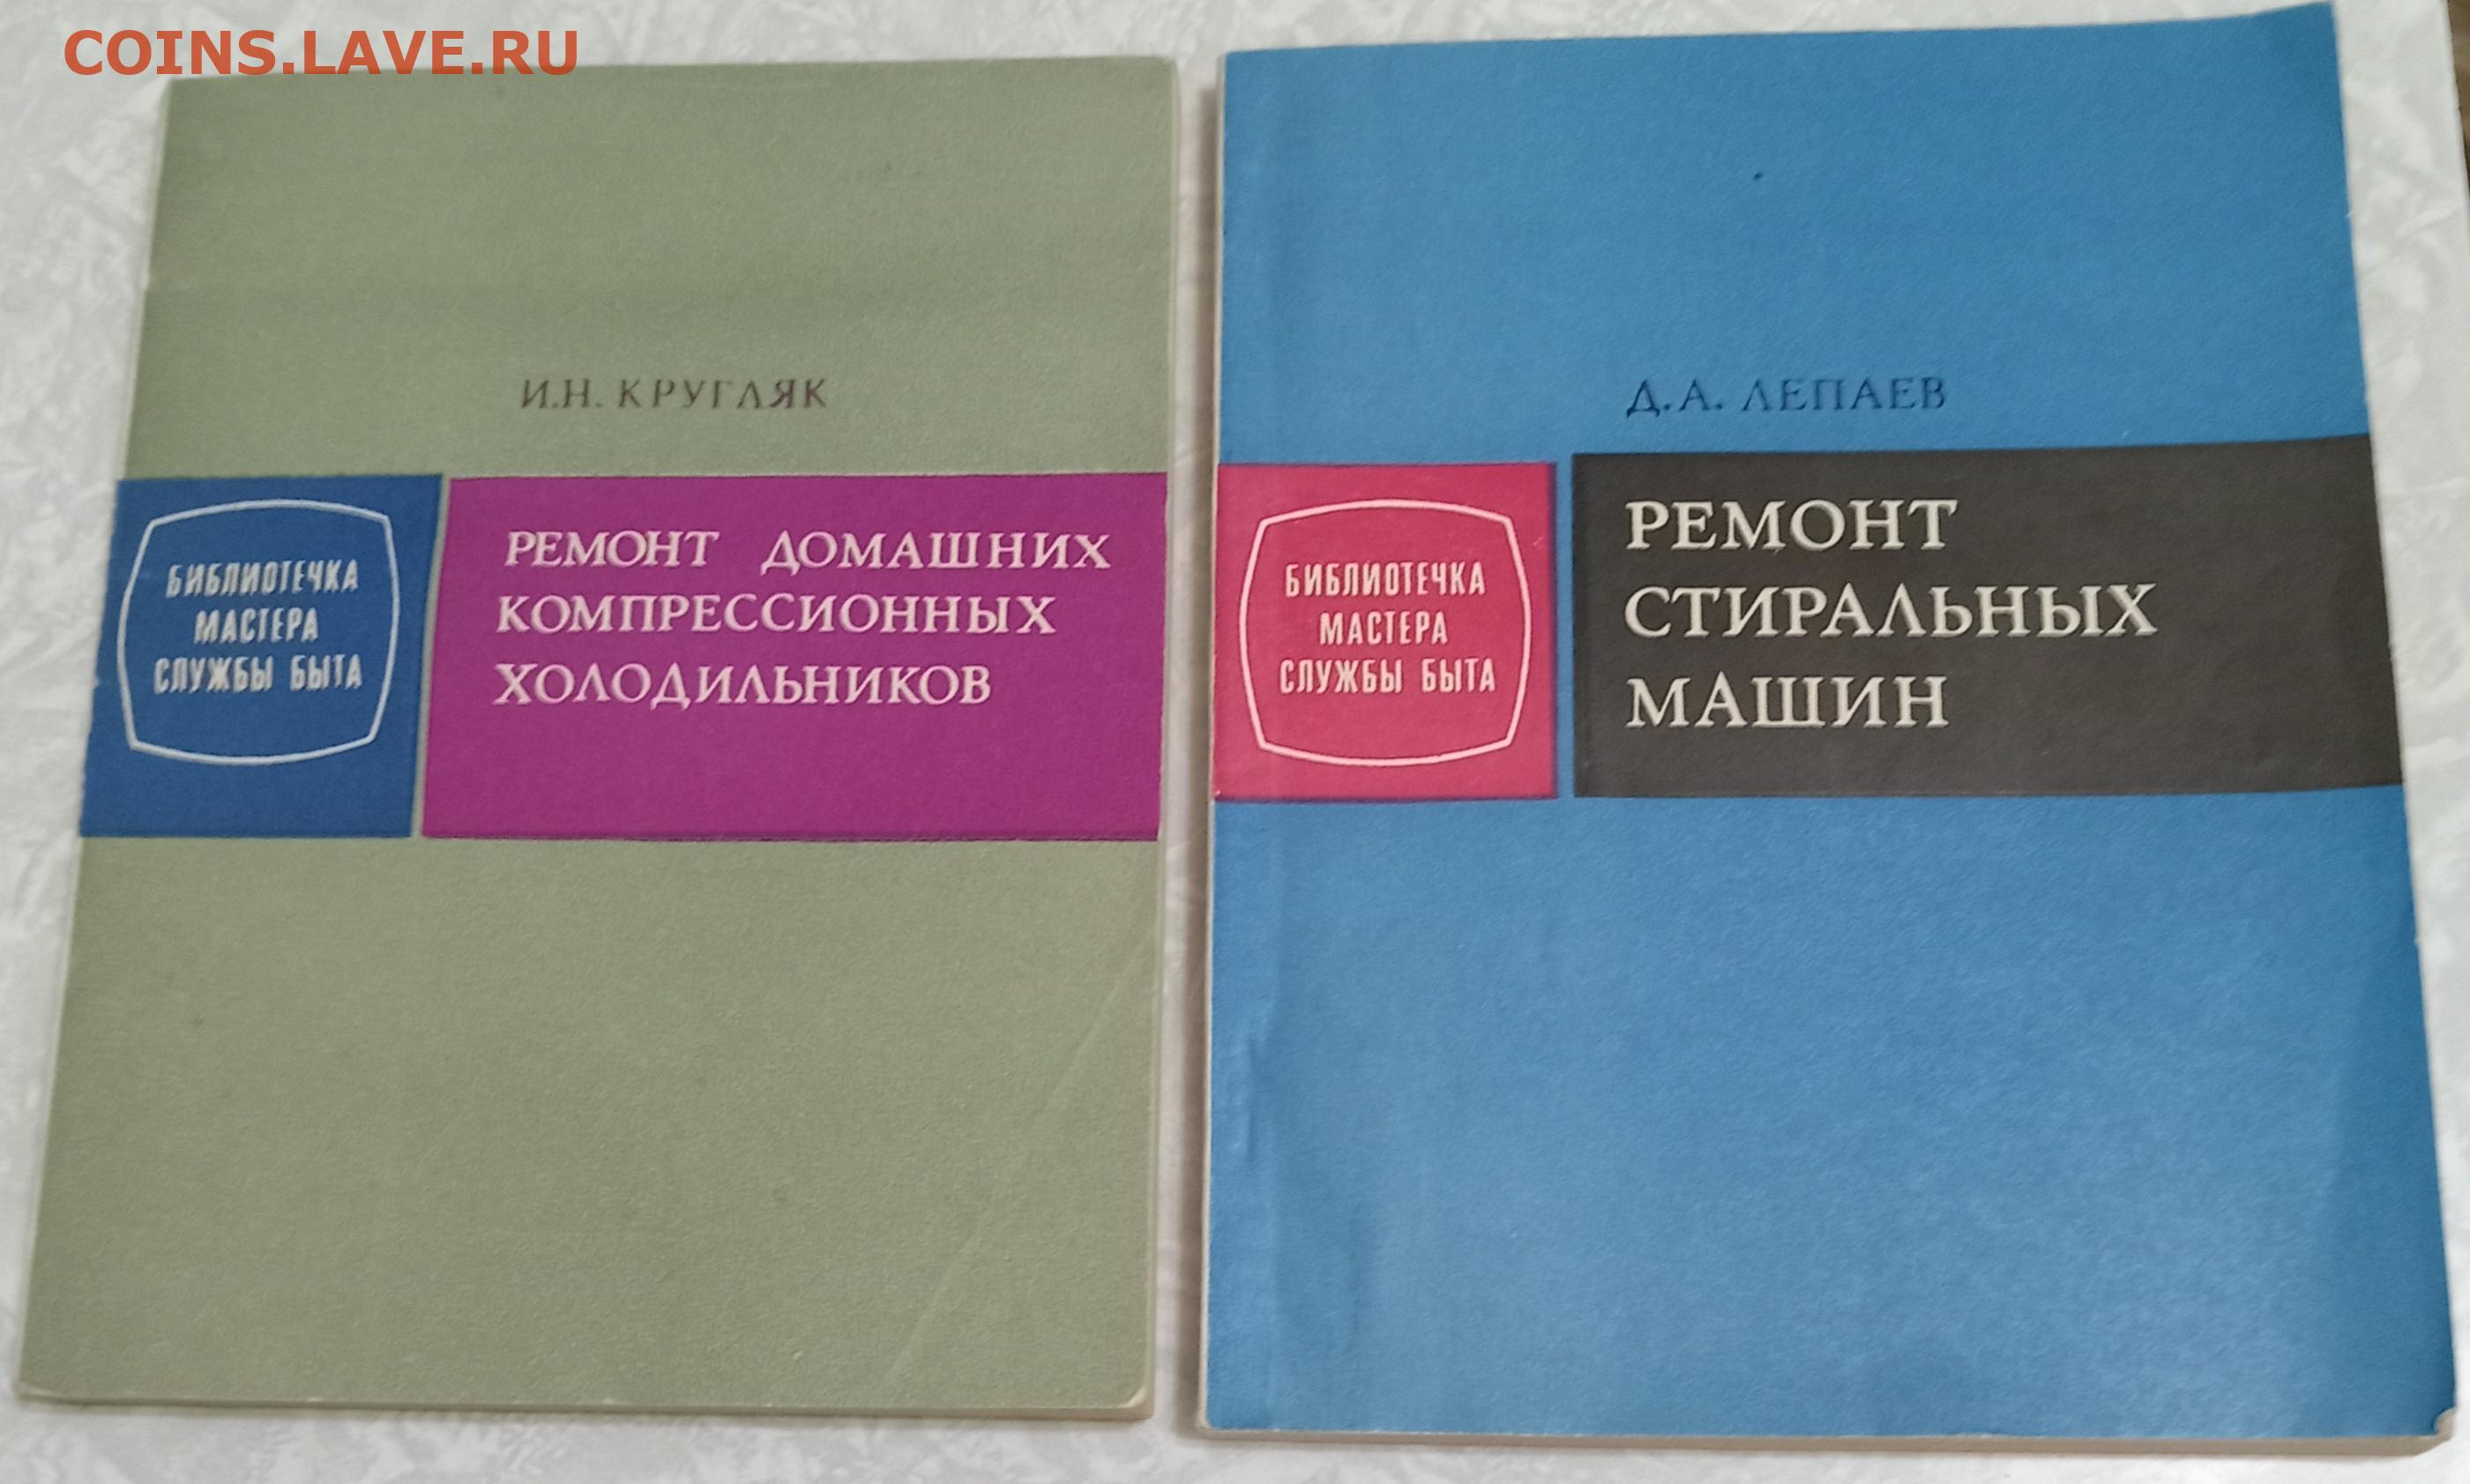 COINS.LAVE.RU
И.Н. КРУГЛЯК
БИБЛИОТЕЧКА
МАСТЕРА
СЛУЖБЫ БЫТА
РЕМОНТ ДОМАШНИХ
КОМПРЕССИОННЫХ
ХОЛОДИЛЬНИКОВ
Д.А. ЛЕПАЕВ
БИБЛИОТЕЧКА
МАСТЕРА
СЛУЖБЫ БЫТА
РЕМОНТ
СТИРАЛЬНЫХ
МАШИН